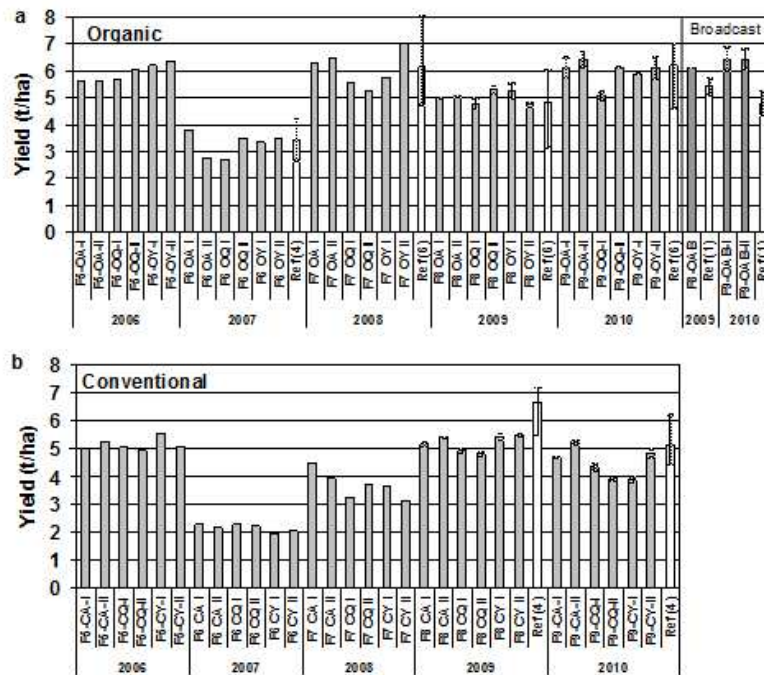 a
Organic
Broadcast
Yield (t/ha)
8
7
6
5
4
3
2
1
0
F6-OA-I
F6-OA-II
F6-OQ-I
F6-OQ-II
F6-OY-I
F6-OY-II
F6 OA I
F6 OA II
F6 OQ I
F6 OQ II
F6 OY I
F6 OY II
Ref(4)
F7 OA I
F7 OA II
F7 OQ I
F7 OQ II
F7 OY I
F7 OY II
Ref(6)
F8 OA I
F8 OA II
F8 OQ I
F8 OQ II
F8 OY I
F8 OY II
Ref(6)
F9-OA-I
F9-OA-II
F9-OQ-I
F9-OQ-II
F9-OY-I
F9-OY-II
Ref(6)
F8-OA B
Ref(1)
F9-OA B-I
F9-OA B-II
Ref(1)
2006
2007
2008
2009
2010
2009
2010
b
Conventional
Yield (t/ha)
8
7
6
5
4
3
2
1
0
F6-CA-I
F6-CA-II
F6-CQ-I
F6-CQ-II
F6-CY-I
F6-CY-II
F6 CA I
F6 CA II
F6 CQ I
F6 CQ II
F6 CY I
F6 CY II
F7 CA I
F7 CA II
F7 CQ I
F7 CQ II
F7 CY I
F7 CY II
F8 CA I
F8 CA II
F8 CQ I
F8 CQ II
F8 CY I
F8 CY II
Ref(4)
F9-CA-I
F9-CA-II
F9-CQ-I
F9-CQ-II
F9-CY-I
F9-CY-II
Ref(4)
2006
2007
2008
2009
2010